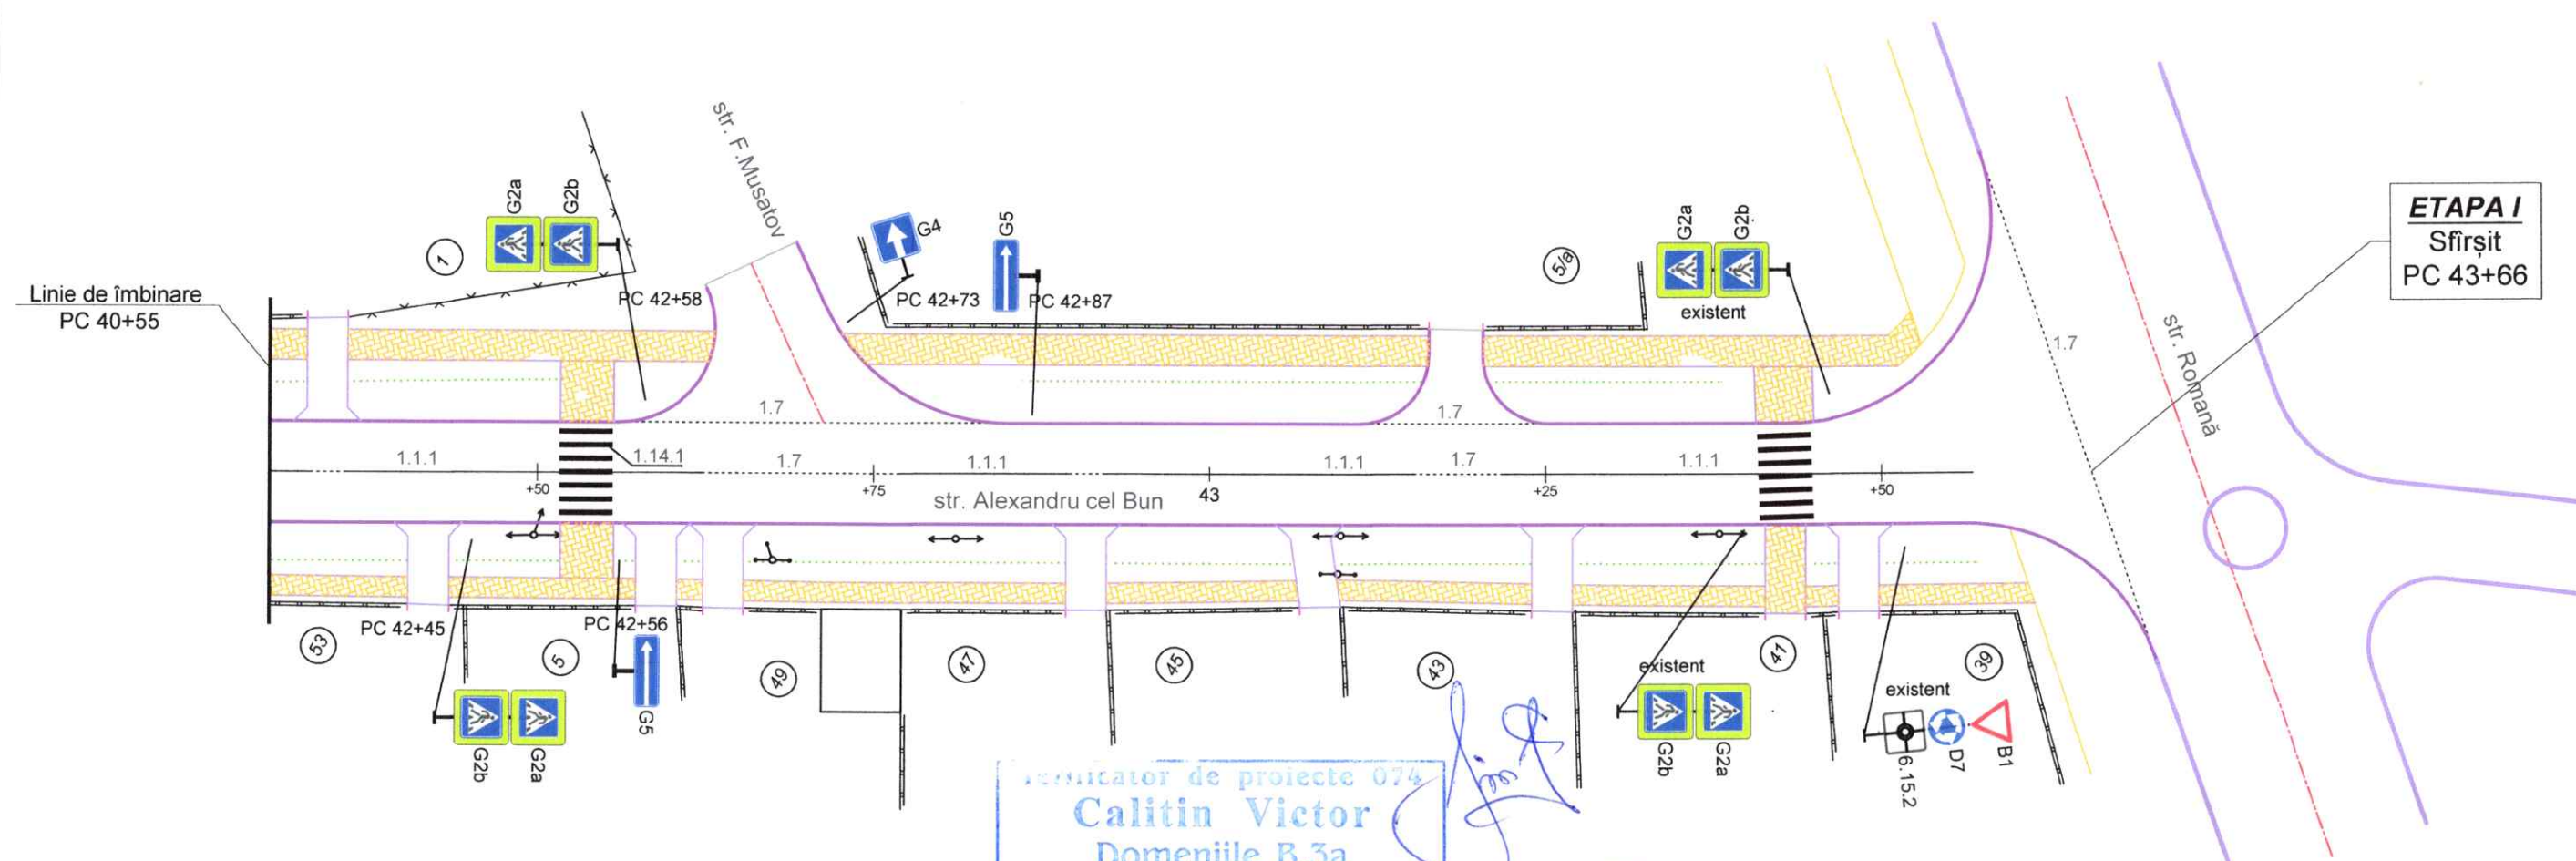 Linie de îmbinare
PC 40+55
1
G2a
G2b
PC 42+58
str. F.Musatov
G4
PC 42+73
G5
PC 42+87
5/a
G2a
G2b
existent
ETAPA I
Sfîrșit
PC 43+66
1.7
str. Romană
1.7
1.7
1.1.1
1.14.1
1.7
1.1.1
1.1.1
1.7
1.1.1
+50
+75
43
+25
+50
str. Alexandru cel Bun
53
PC 42+45
5
PC 42+56
49
47
45
43
41
39
G2b
G2a
G5
existent
G2b
G2a
existent
6.15.2
D7
B1
de proiecte 074
Calitin Victor
Domeniile B.3a